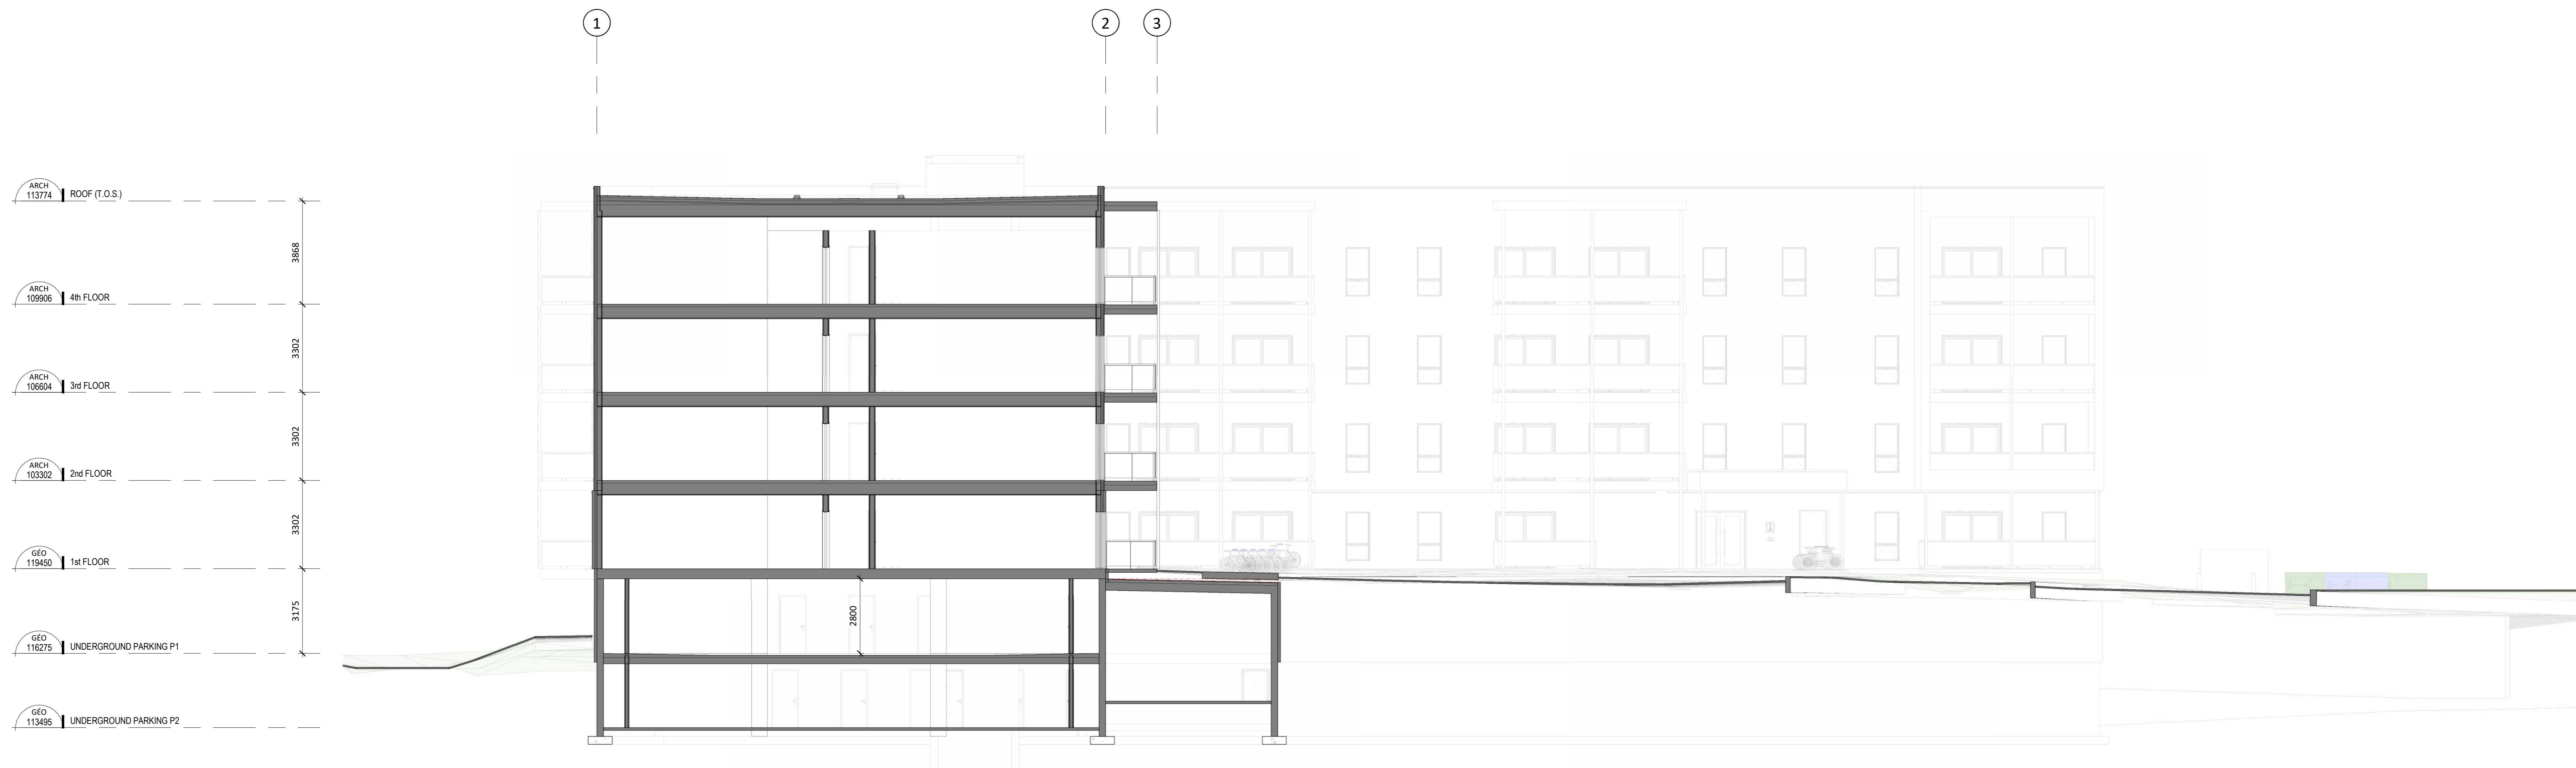 1
2
3
ARCH
113774
ROOF (T.O.S.)
3868
ARCH
109906
4th FLOOR
3302
ARCH
106604
3rd FLOOR
3302
ARCH
103302
2nd FLOOR
3302
GÉO
119450
1st FLOOR
3175
2800
GÉO
116275
UNDERGROUND PARKING P1
GÉO
113495
UNDERGROUND PARKING P2